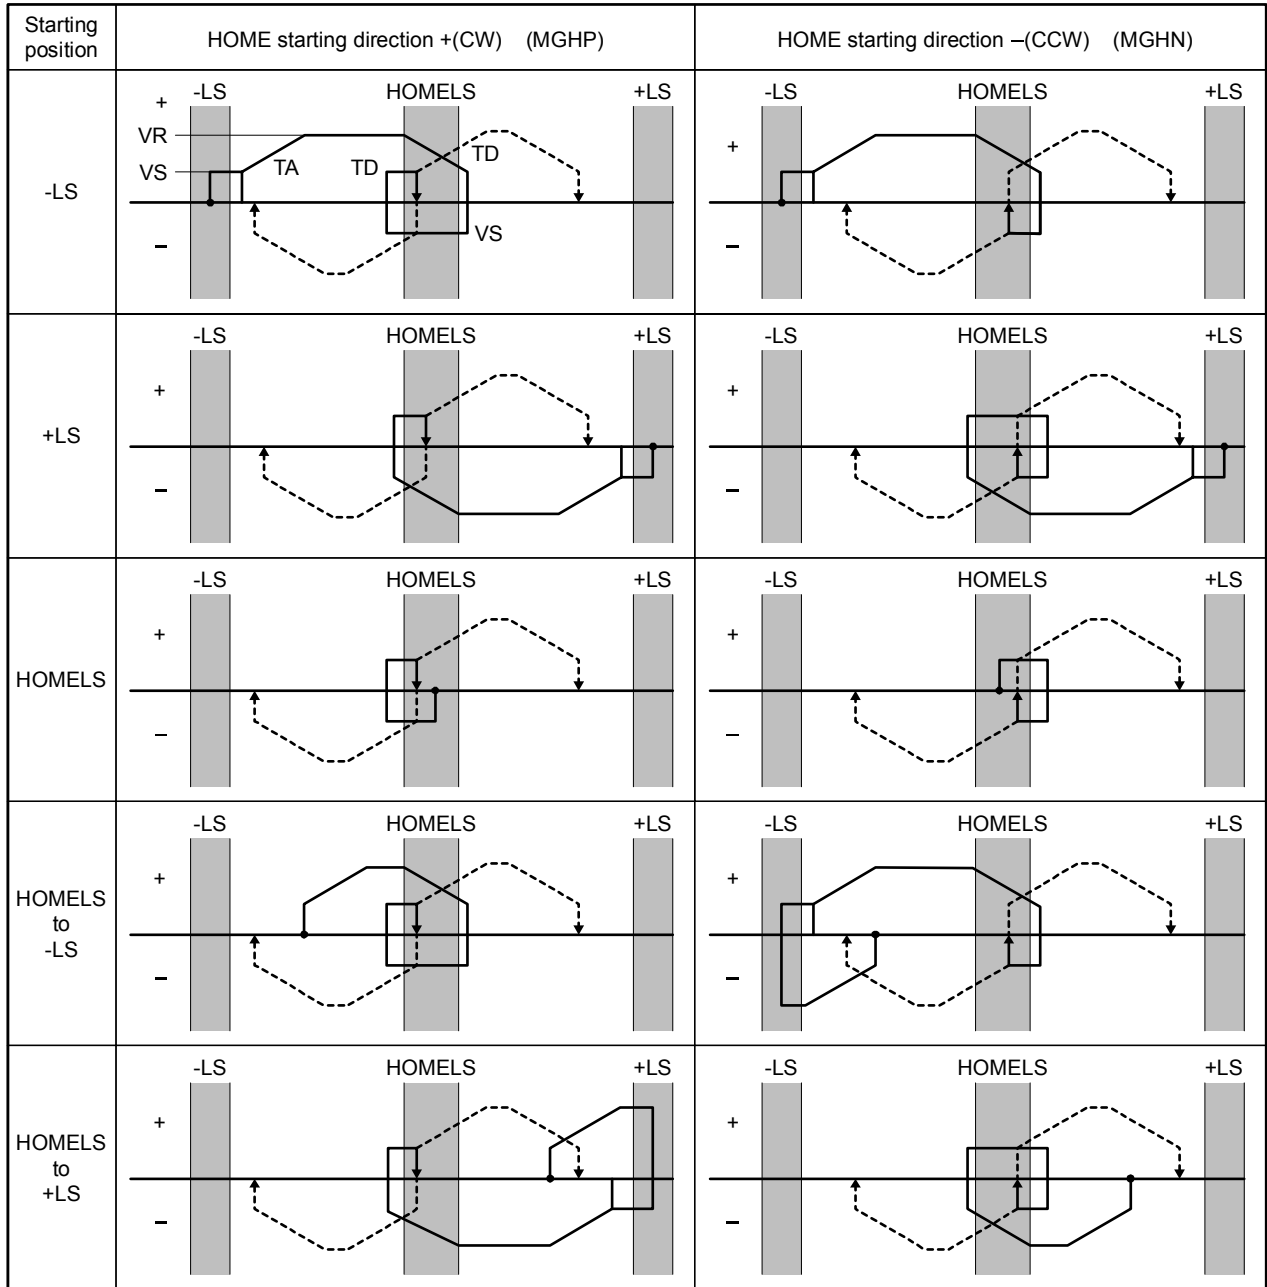 Starting
position
HOME starting direction +(CW) (MGHP)
HOME starting direction –(CCW) (MGHN)
-LS
-LS
HOMELS
+LS
+
VR
VS
TA
TD
TD
VS
–
-LS
HOMELS
+LS
+
–
+LS
-LS
HOMELS
+LS
+
–
-LS
HOMELS
+LS
+
–
HOMELS
-LS
HOMELS
+LS
+
–
-LS
HOMELS
+LS
+
–
HOMELS
to
-LS
-LS
HOMELS
+LS
+
–
-LS
HOMELS
+LS
+
–
HOMELS
to
+LS
-LS
HOMELS
+LS
+
–
-LS
HOMELS
+LS
+
–